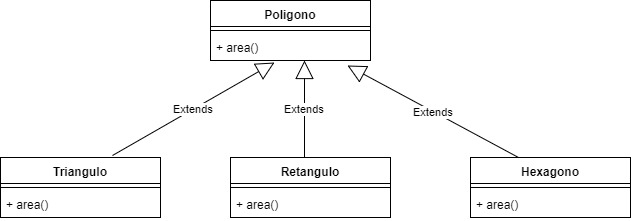 Poligono
+ area()
Extends
Extends
Extends
Triangulo
Retangulo
Hexagono
+ area()
+ area()
+ area()